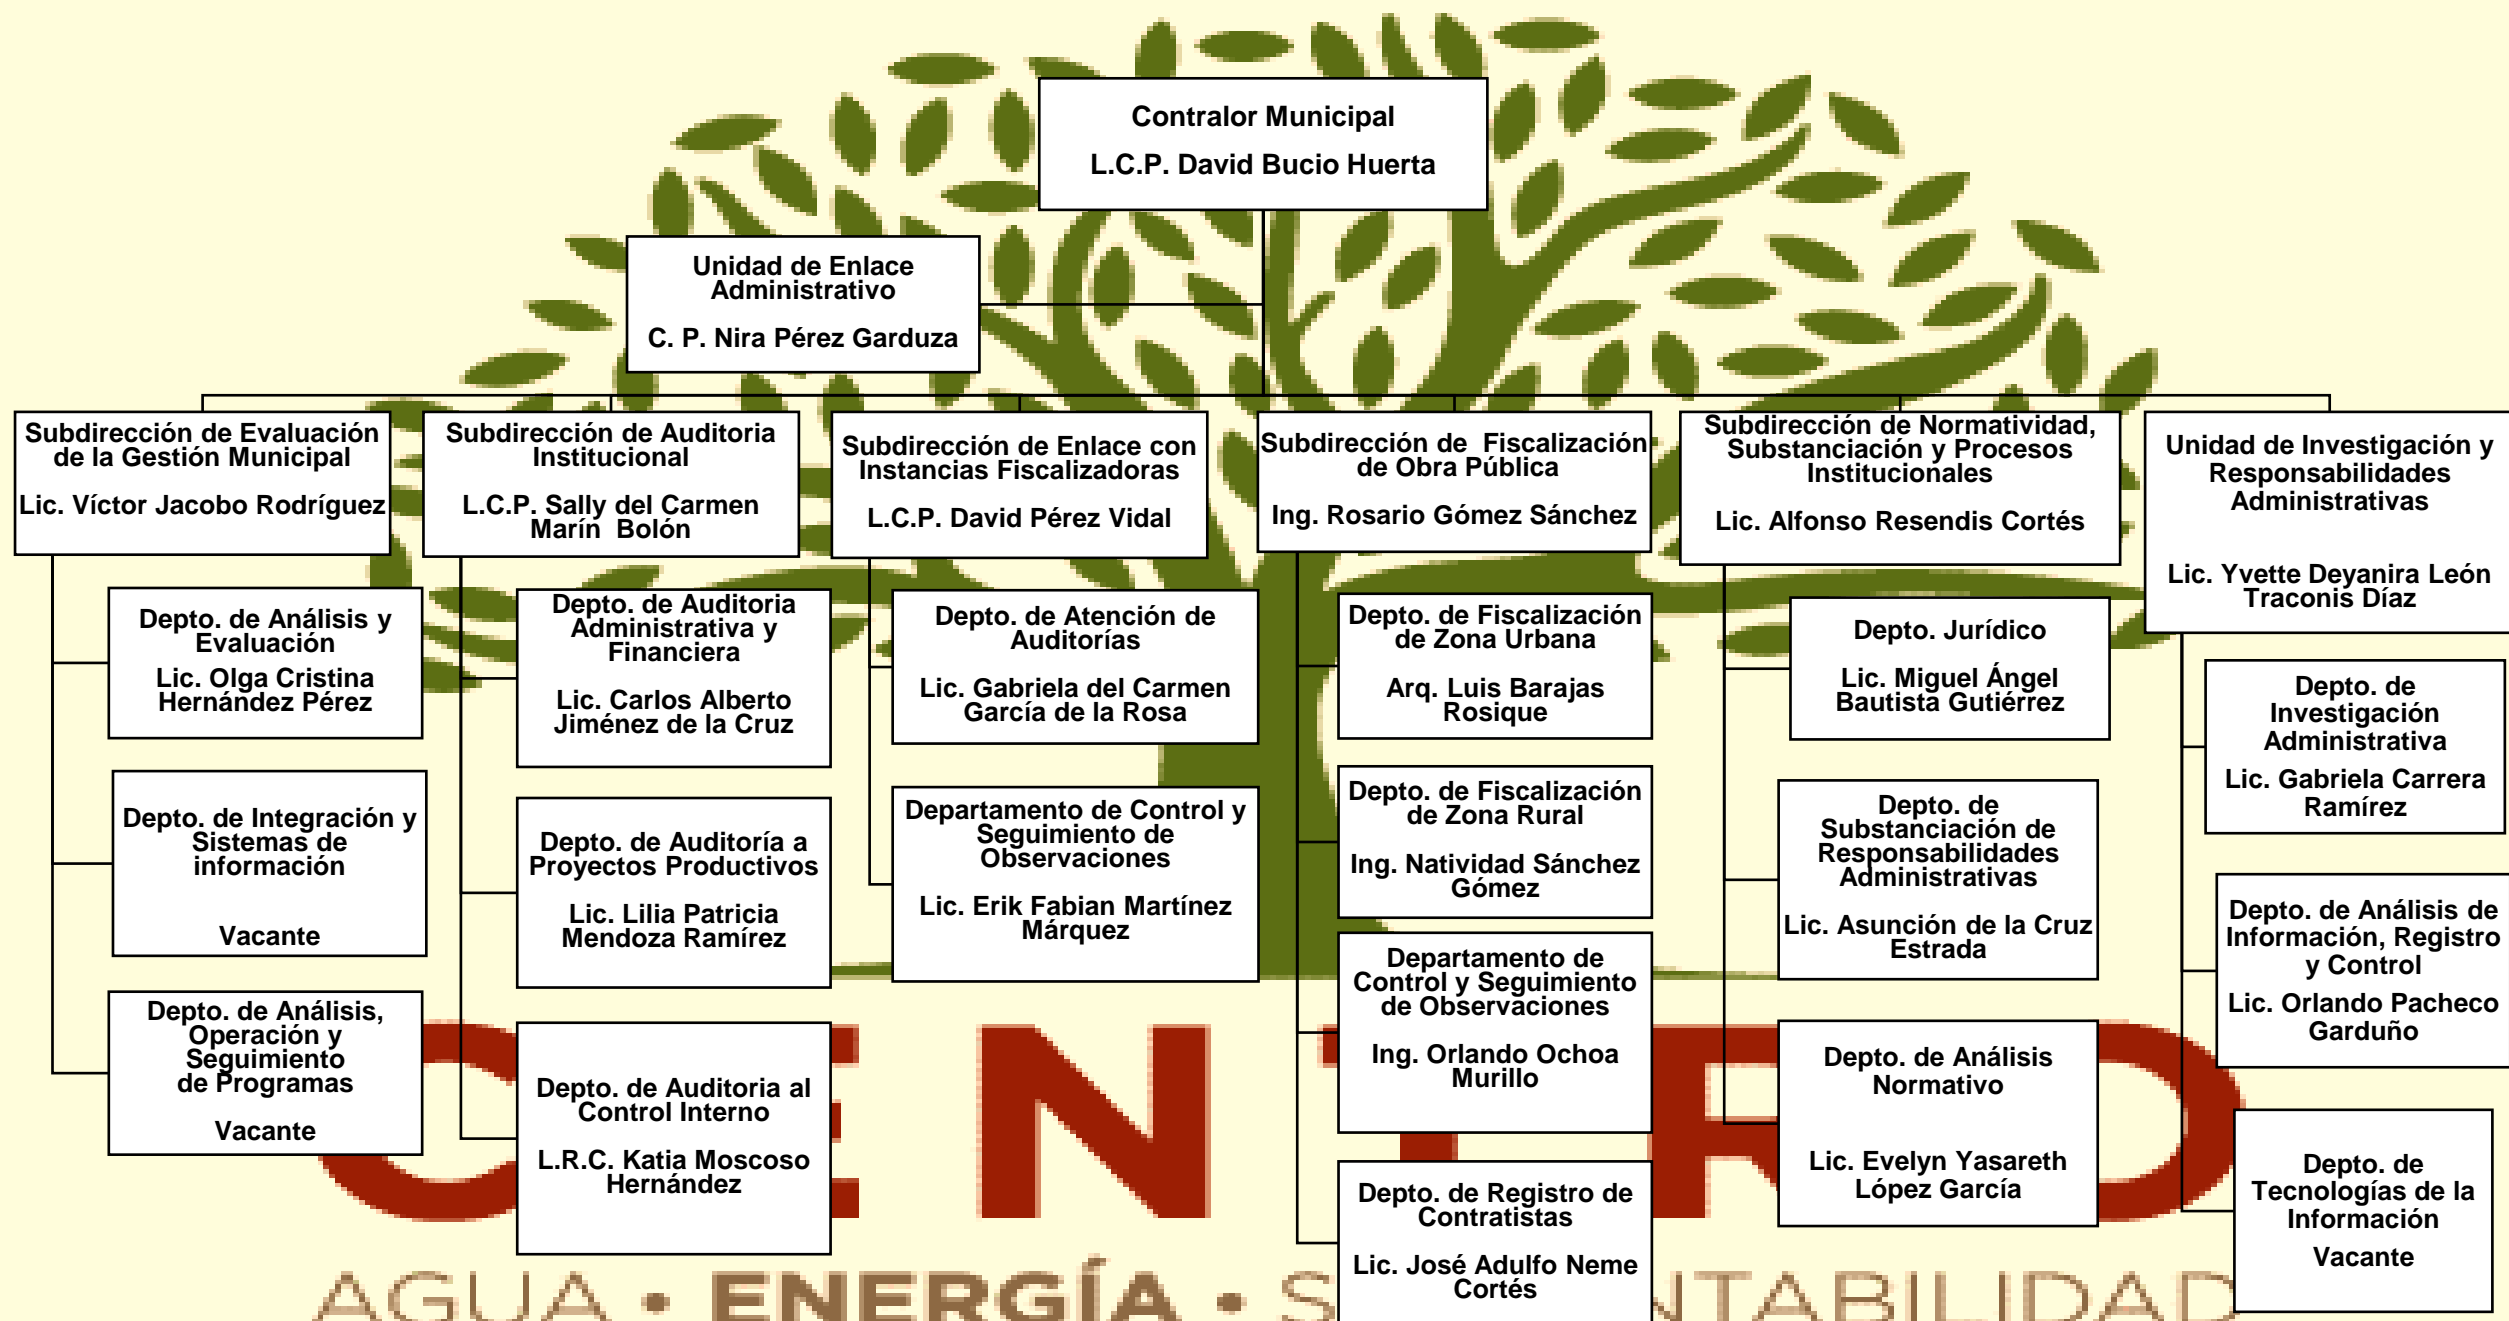 Contralor Municipal
L.C.P. David Bucio Huerta
Unidad de Enlace
Administrativo
C. P. Nira Pérez Garduza
Subdirección de Evaluación
de la Gestión Municipal
Lic. Víctor Jacobo Rodríguez
Depto. de Análisis y
Evaluación
Lic. Olga Cristina
Hernández Pérez
Depto. de Integración y
Sistemas de
información
Vacante
Depto. de Análisis,
Operación y
Seguimiento
de Programas
Vacante
Subdirección de Auditoria
Institucional
L.C.P. Sally del Carmen
Marín Bolón
Depto. de Auditoria
Administrativa y
Financiera
Lic. Carlos Alberto
Jiménez de la Cruz
Depto. de Auditoría a
Proyectos Productivos
Lic. Lilia Patricia
Mendoza Ramírez
Depto. de Auditoria al
Control Interno
L.R.C. Katia Moscoso
Hernández
Subdirección de Enlace con
Instancias Fiscalizadoras
L.C.P. David Pérez Vidal
Depto. de Atención de
Auditorías
Lic. Gabriela del Carmen
García de la Rosa
Departamento de Control y
Seguimiento de
Observaciones
Lic. Erik Fabian Martínez
Márquez
Subdirección de Fiscalización
de Obra Pública
Ing. Rosario Gómez Sánchez
Depto. de Fiscalización
de Zona Urbana
Arq. Luis Barajas
Rosique
Depto. de Fiscalización
de Zona Rural
Ing. Natividad Sánchez
Gómez
Departamento de
Control y Seguimiento
de Observaciones
Ing. Orlando Ochoa
Murillo
Depto. de Registro de
Contratistas
Lic. José Adulfo Neme
Cortés
Subdirección de Normatividad,
Substanciación y Procesos
Institucionales
Lic. Alfonso Resendis Cortés
Depto. Jurídico
Lic. Miguel Ángel
Bautista Gutiérrez
Depto. de
Substanciación de
Responsabilidades
Administrativas
Lic. Asunción de la Cruz
Estrada
Depto. de Análisis
Normativo
Lic. Evelyn Yasareth
López García
Unidad de Investigación y
Responsabilidades
Administrativas
Lic. Yvette Deyanira León
Traconis Díaz
Depto. de
Investigación
Administrativa
Lic. Gabriela Carrera
Ramírez
Depto. de Análisis de
Información, Registro
y Control
Lic. Orlando Pacheco
Garduño
Depto. de
Tecnologías de la
Información
Vacante
CENTRO
AGUA • ENERGÍA • S NTABILIDAD